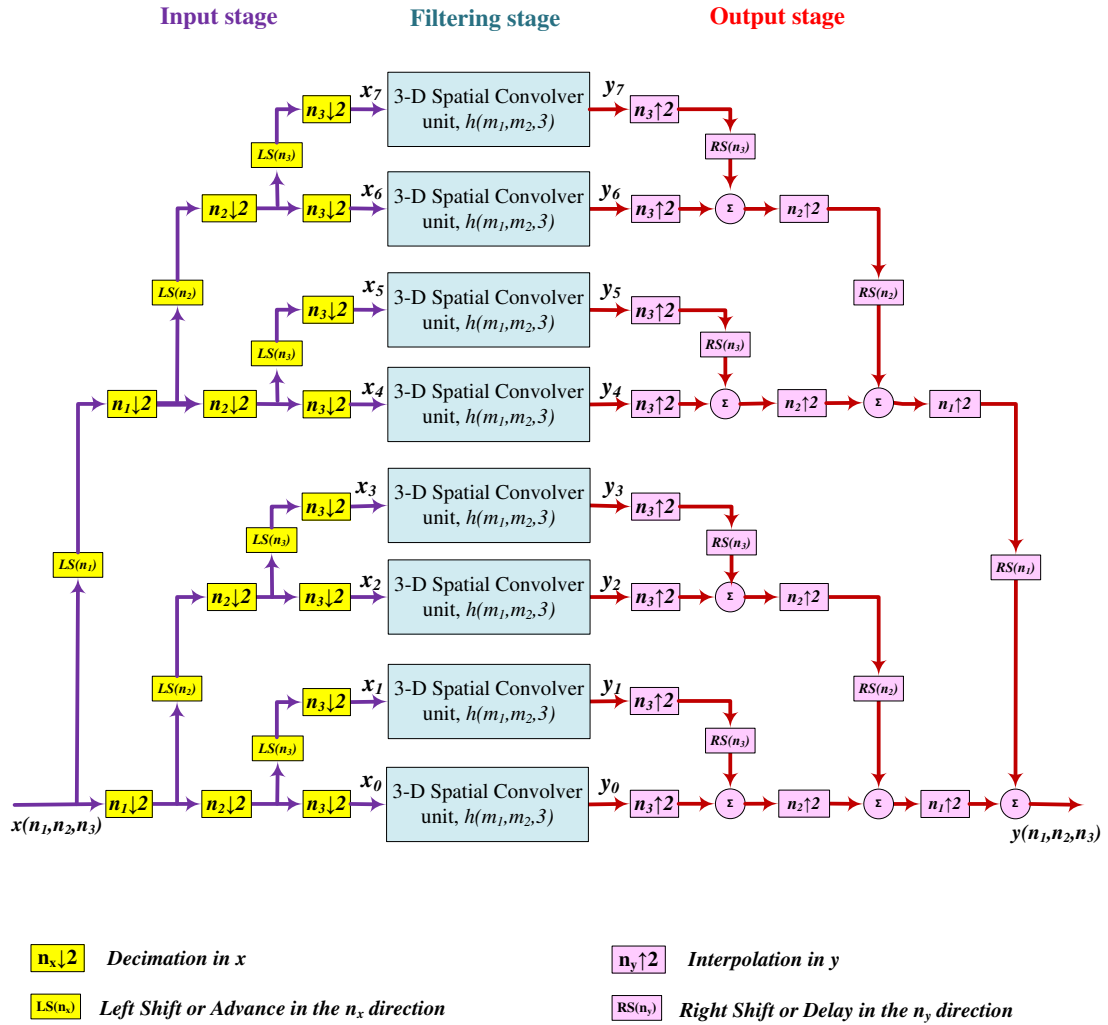 Input stage Filtering stage Output stage
x₇ y₇
n₃↓2 3-D Spatial Convolver n₃↑2
unit, h(m₁,m₂,3)
LS(n₃) RS(n₃)
x₆ y₆
n₂↓2 n₃↓2 3-D Spatial Convolver n₃↑2 Σ n₂↑2
unit, h(m₁,m₂,3)
LS(n₂) RS(n₂)
x₅ y₅
n₃↓2 3-D Spatial Convolver n₃↑2
unit, h(m₁,m₂,3)
LS(n₃) RS(n₃)
x₄ y₄
n₁↓2 n₂↓2 n₃↓2 3-D Spatial Convolver n₃↑2 Σ n₂↑2 Σ n₁↑2
unit, h(m₁,m₂,3)
x₃ y₃
n₃↓2 3-D Spatial Convolver n₃↑2
unit, h(m₁,m₂,3)
LS(n₃) RS(n₃)
LS(n₁) RS(n₁)
x₂ y₂
n₂↓2 n₃↓2 3-D Spatial Convolver n₃↑2 Σ n₂↑2
unit, h(m₁,m₂,3)
LS(n₂) RS(n₂)
x₁ y₁
n₃↓2 3-D Spatial Convolver n₃↑2
unit, h(m₁,m₂,3)
LS(n₃) RS(n₃)
x₀ y₀
n₁↓2 n₂↓2 n₃↓2 3-D Spatial Convolver n₃↑2 Σ n₂↑2 Σ n₁↑2 Σ
unit, h(m₁,m₂,3)
x(n₁,n₂,n₃) y(n₁,n₂,n₃)
nₓ↓2 Decimation in x n_y↑2 Interpolation in y
LS(nₓ) Left Shift or Advance in the nₓ direction RS(n_y) Right Shift or Delay in the n_y direction